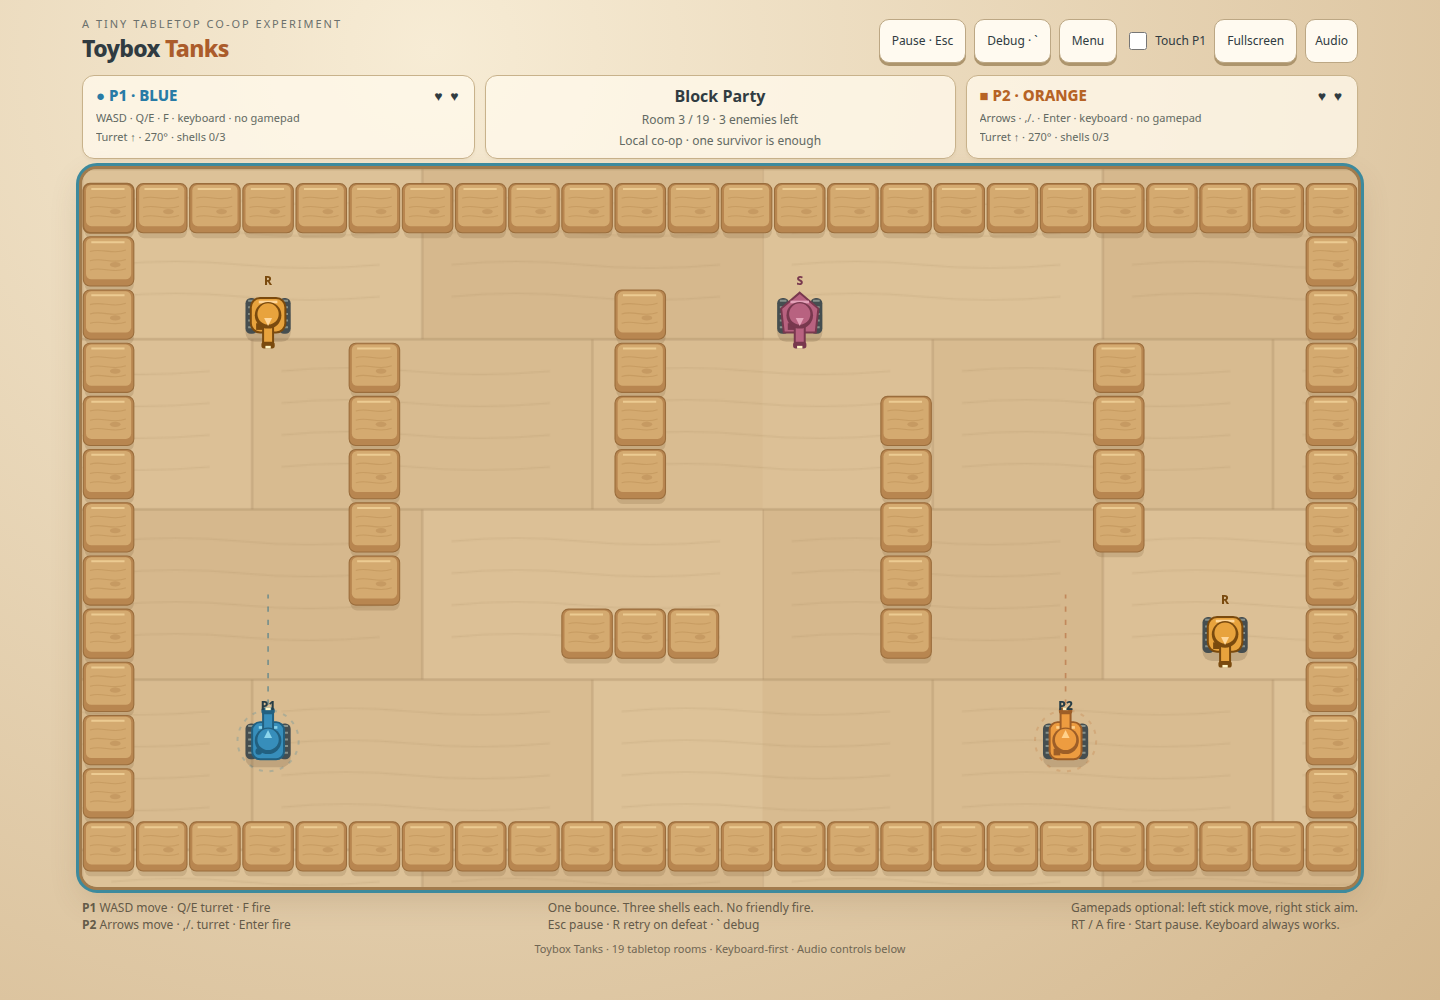 A TINY TABLETOP CO-OP EXPERIMENT
Toybox Tanks
Pause · Esc
Debug · `
Menu
Touch P1
Fullscreen
Audio
● P1 · BLUE
♥ ♥
WASD · Q/E · F · keyboard · no gamepad
Turret ↑ · 270° · shells 0/3
Block Party
Room 3 / 19 · 3 enemies left
Local co-op · one survivor is enough
■ P2 · ORANGE
♥ ♥
Arrows · ,/. · Enter · keyboard · no gamepad
Turret ↑ · 270° · shells 0/3
R
S
R
P1
P2
P1 WASD move · Q/E turret · F fire
P2 Arrows move · ,/. turret · Enter fire
One bounce. Three shells each. No friendly fire.
Esc pause · R retry on defeat · ` debug
Gamepads optional: left stick move, right stick aim.
RT / A fire · Start pause. Keyboard always works.
Toybox Tanks · 19 tabletop rooms · Keyboard-first · Audio controls below